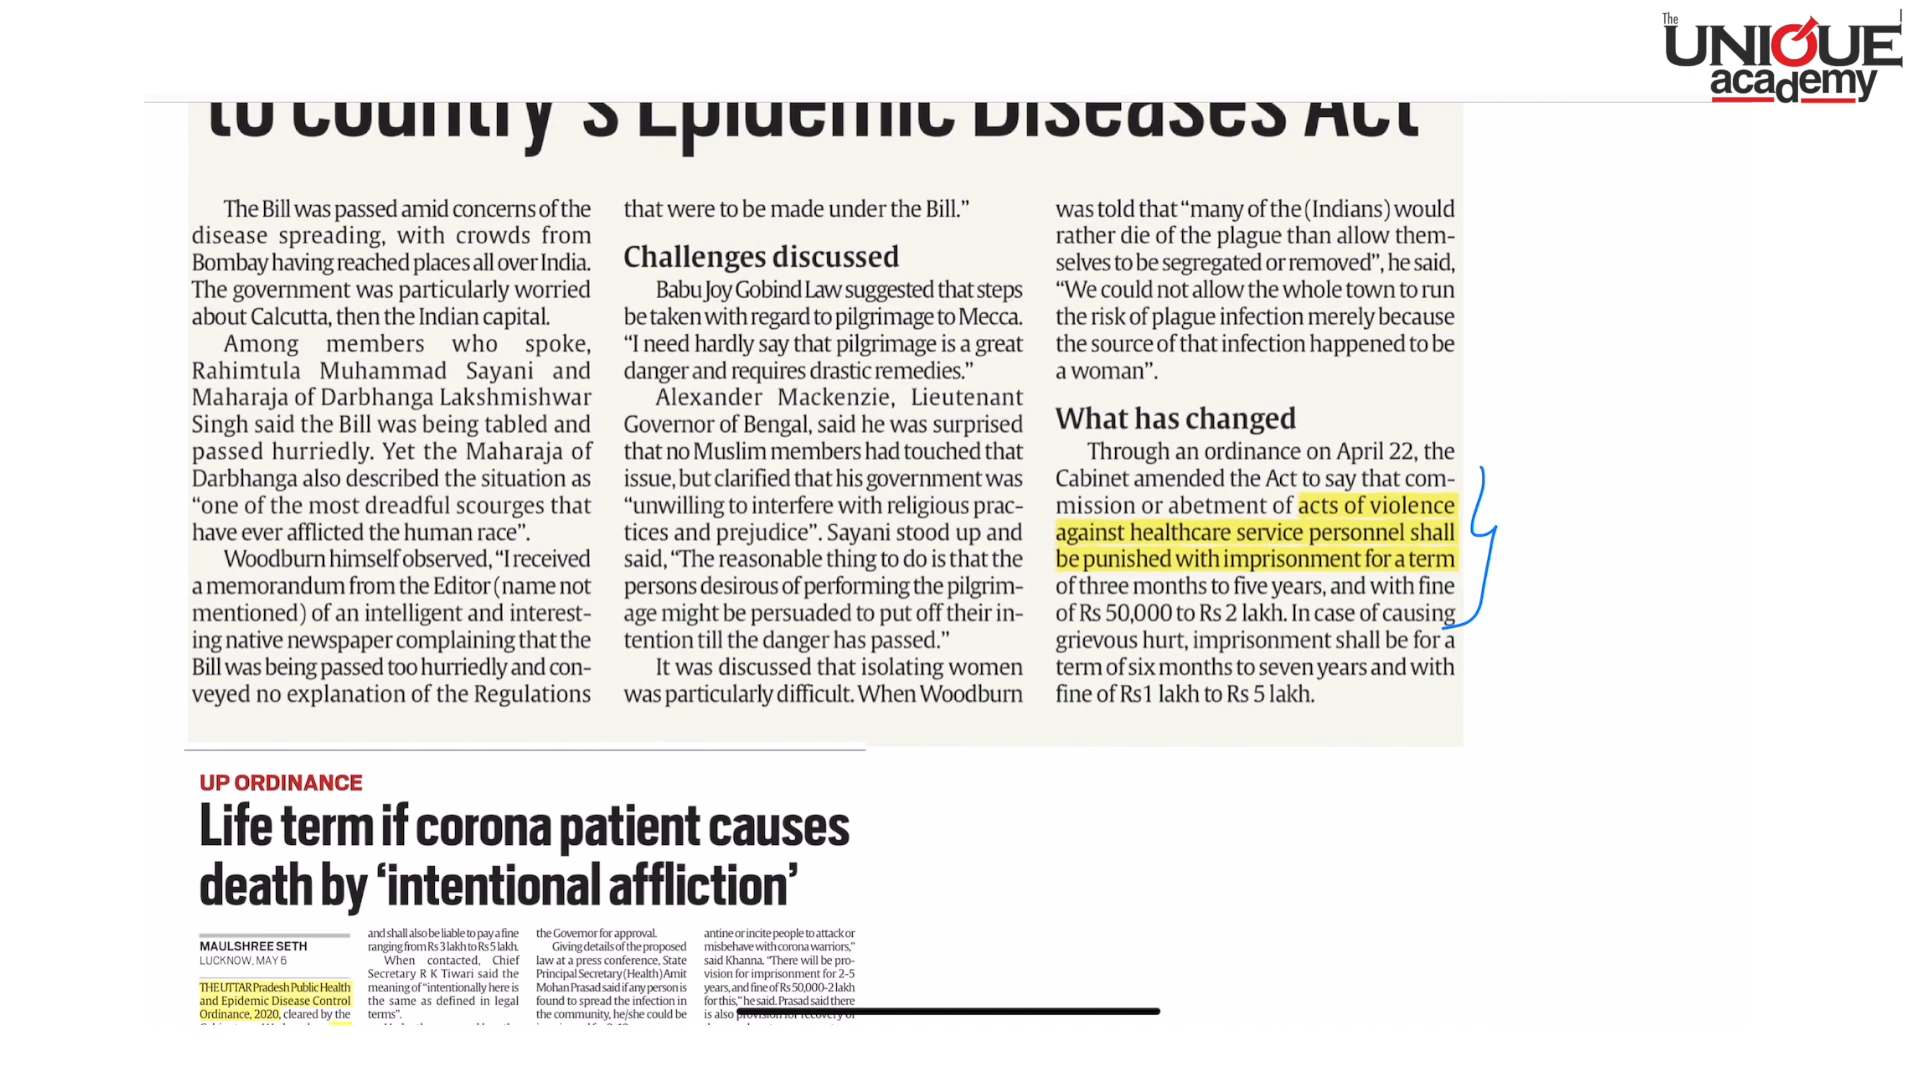 The
UNIQUE
academy
to country's Epidemic Diseases Act
The Bill was passed amid concerns of the
disease spreading, with crowds from
Bombay having reached places all over India.
The government was particularly worried
about Calcutta, then the Indian capital.
Among members who spoke,
Rahimtula Muhammad Sayani and
Maharaja of Darbhanga Lakshmishwar
Singh said the Bill was being tabled and
passed hurriedly. Yet the Maharaja of
Darbhanga also described the situation as
“one of the most dreadful scourges that
have ever afflicted the human race”.
Woodburn himself observed, “I received
a memorandum from the Editor (name not
mentioned) of an intelligent and interest-
ing native newspaper complaining that the
Bill was being passed too hurriedly and con-
veyed no explanation of the Regulations
that were to be made under the Bill.”
Challenges discussed
Babu Joy Gobind Law suggested that steps
be taken with regard to pilgrimage to Mecca.
“I need hardly say that pilgrimage is a great
danger and requires drastic remedies.”
Alexander Mackenzie, Lieutenant
Governor of Bengal, said he was surprised
that no Muslim members had touched that
issue, but clarified that his government was
“unwilling to interfere with religious prac-
tices and prejudice”. Sayani stood up and
said, “The reasonable thing to do is that the
persons desirous of performing the pilgrim-
age might be persuaded to put off their in-
tention till the danger has passed.”
It was discussed that isolating women
was particularly difficult. When Woodburn
was told that “many of the (Indians) would
rather die of the plague than allow them-
selves to be segregated or removed”, he said,
“We could not allow the whole town to run
the risk of plague infection merely because
the source of that infection happened to be
a woman”.
What has changed
Through an ordinance on April 22, the
Cabinet amended the Act to say that com-
mission or abetment of acts of violence
against healthcare service personnel shall
be punished with imprisonment for a term
of three months to five years, and with fine
of Rs 50,000 to Rs 2 lakh. In case of causing
grievous hurt, imprisonment shall be for a
term of six months to seven years and with
fine of Rs 1 lakh to Rs 5 lakh.
UP ORDINANCE
Life term if corona patient causes
death by ‘intentional affliction’
MAULSHREE SETH
LUCKNOW, MAY 6
THE UTTAR Pradesh Public Health
and Epidemic Disease Control
Ordinance, 2020, cleared by the
and shall also be liable to pay a fine
ranging from Rs 3 lakh to Rs 5 lakh.
When contacted, Chief
Secretary R K Tiwari said the
meaning of “intentionally here is
the same as defined in legal
terms”.
the Governor for approval.
Giving details of the proposed
law at a press conference, State
Principal Secretary (Health) Amit
Mohan Prasad said if any person is
found to spread the infection in
the community, he/she could be
antine or incite people to attack or
misbehave with corona warriors,”
said Khanna. “There will be pro-
vision for imprisonment for 2-5
years, and fine of Rs 50,000-2 lakh
for this,” he said. Prasad said there
is also provision for recovery of